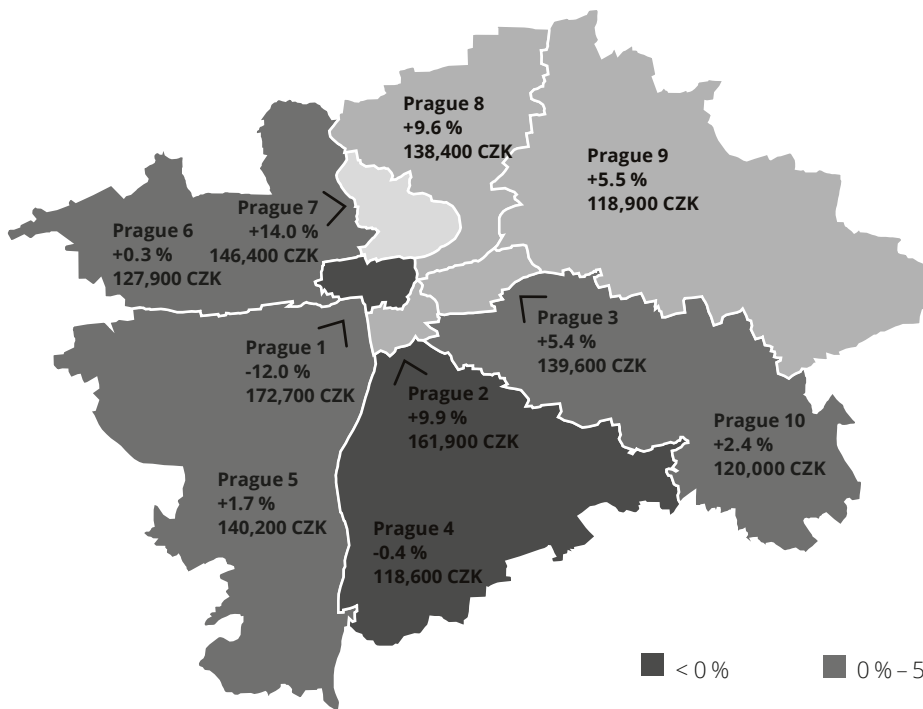 Prague 8
+9.6 %
138,400 CZK
Prague 9
+5.5 %
118,900 CZK
Prague 7
+14.0 %
146,400 CZK
Prague 6
+0.3 %
127,900 CZK
Prague 3
+5.4 %
139,600 CZK
Prague 1
-12.0 %
172,700 CZK
Prague 2
+9.9 %
161,900 CZK
Prague 10
+2.4 %
120,000 CZK
Prague 5
+1.7 %
140,200 CZK
Prague 4
-0.4 %
118,600 CZK
< 0 %
0 % – 5